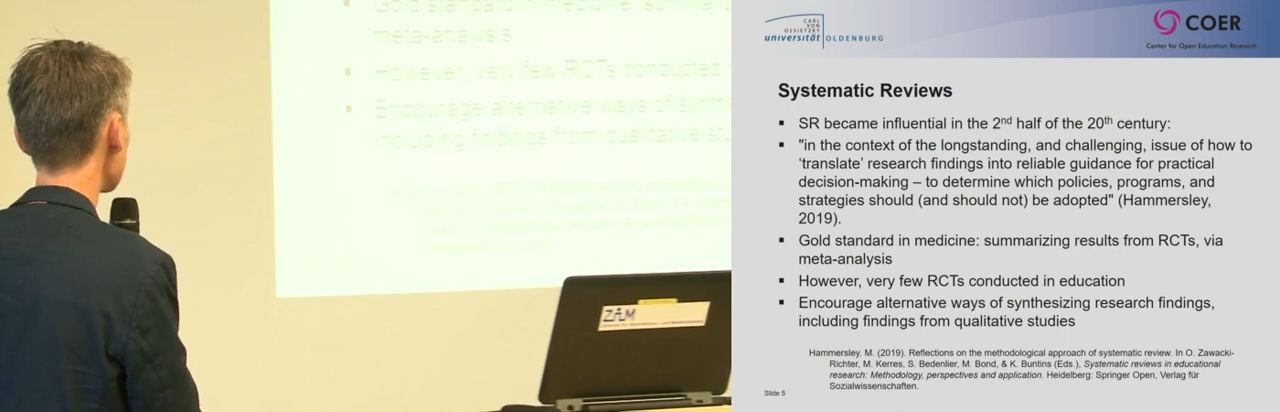 Gold standard in
meta-analysis
However, very few RCTs conducted
Encourage alternative ways of synth
including findings from qualitative stu
ZAM
CARL
VON
OSSIETZKY
universität OLDENBURG
COER
Center for Open Education Research
Systematic Reviews
▪ SR became influential in the 2nd half of the 20th century:
▪ "in the context of the longstanding, and challenging, issue of how to
‘translate’ research findings into reliable guidance for practical
decision-making – to determine which policies, programs, and
strategies should (and should not) be adopted" (Hammersley,
2019).
▪ Gold standard in medicine: summarizing results from RCTs, via
meta-analysis
▪ However, very few RCTs conducted in education
▪ Encourage alternative ways of synthesizing research findings,
including findings from qualitative studies
Hammersley, M. (2019). Reflections on the methodological approach of systematic review. In O. Zawacki-
Richter, M. Kerres, S. Bedenlier, M. Bond, & K. Buntins (Eds.), Systematic reviews in educational
research: Methodology, perspectives and application. Heidelberg: Springer Open, Verlag für
Sozialwissenschaften.
Slide 5